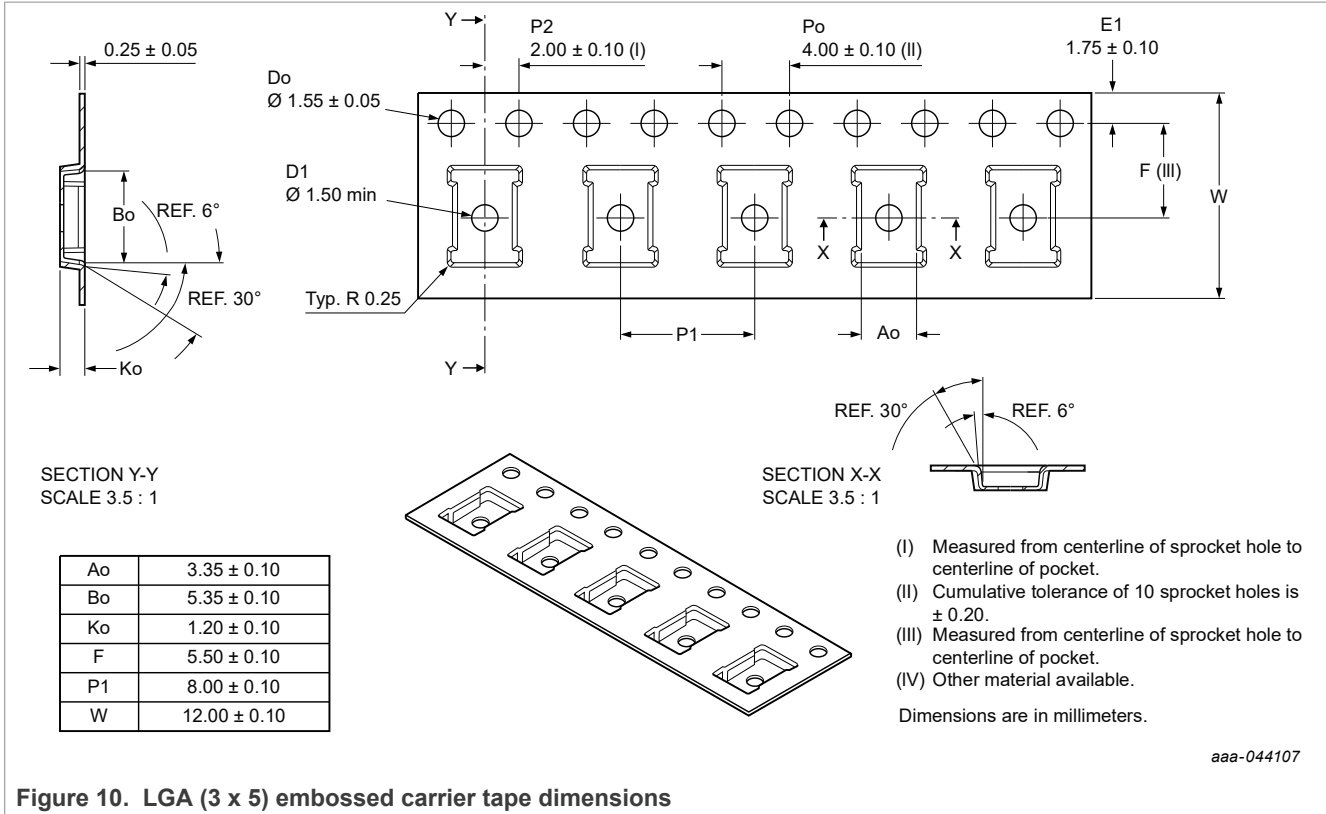 Y
P2
2.00 ± 0.10 (I)
Po
4.00 ± 0.10 (II)
E1
1.75 ± 0.10
0.25 ± 0.05
Do
Ø 1.55 ± 0.05
D1
Ø 1.50 min
F (III)
W
Bo
REF. 6°
REF. 30°
X
X
Typ. R 0.25
P1
Ao
Ko
Y
REF. 30°
REF. 6°
SECTION Y-Y
SCALE 3.5 : 1
SECTION X-X
SCALE 3.5 : 1
Ao 3.35 ± 0.10
Bo 5.35 ± 0.10
Ko 1.20 ± 0.10
F 5.50 ± 0.10
P1 8.00 ± 0.10
W 12.00 ± 0.10
(I) Measured from centerline of sprocket hole to
centerline of pocket.
(II) Cumulative tolerance of 10 sprocket holes is
± 0.20.
(III) Measured from centerline of sprocket hole to
centerline of pocket.
(IV) Other material available.
Dimensions are in millimeters.
aaa-044107
Figure 10. LGA (3 x 5) embossed carrier tape dimensions